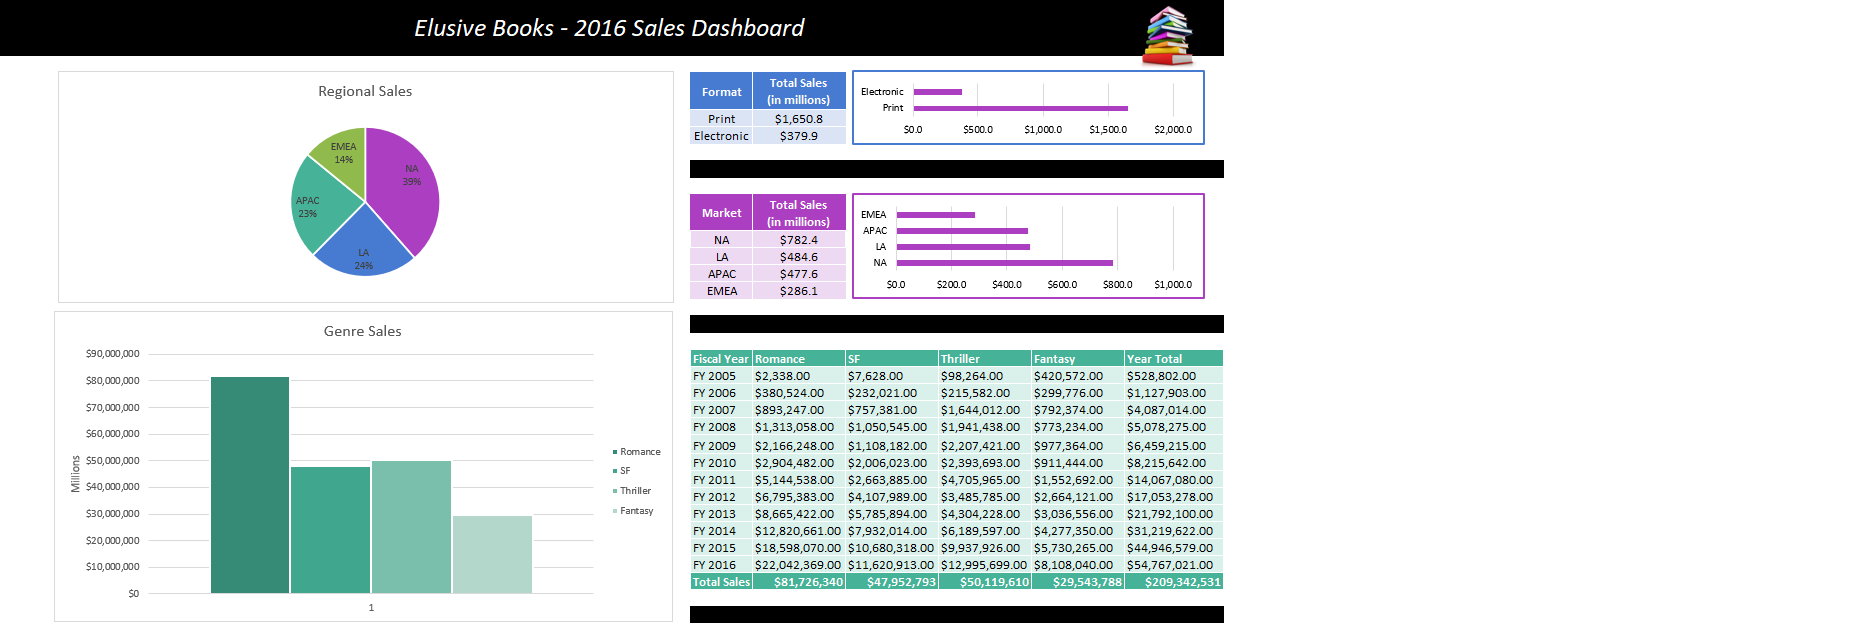 Elusive Books - 2016 Sales Dashboard
Regional Sales
EMEA
14%
NA
39%
APAC
23%
LA
24%
Format Total Sales (in millions)
Print $1,650.8
Electronic $379.9
Electronic
Print
$0.0 $500.0 $1,000.0 $1,500.0 $2,000.0
Market Total Sales (in millions)
NA $782.4
LA $484.6
APAC $477.6
EMEA $286.1
EMEA
APAC
LA
NA
$0.0 $200.0 $400.0 $600.0 $800.0 $1,000.0
Genre Sales
$90,000,000
$80,000,000
$70,000,000
$60,000,000
$50,000,000
$40,000,000
$30,000,000
$20,000,000
$10,000,000
$0
Millions
1
Romance
SF
Thriller
Fantasy
Fiscal Year Romance SF Thriller Fantasy Year Total
FY 2005 $2,338.00 $7,628.00 $98,264.00 $420,572.00 $528,802.00
FY 2006 $380,524.00 $232,021.00 $215,582.00 $299,776.00 $1,127,903.00
FY 2007 $893,247.00 $757,381.00 $1,644,012.00 $792,374.00 $4,087,014.00
FY 2008 $1,313,058.00 $1,050,545.00 $1,941,438.00 $773,234.00 $5,078,275.00
FY 2009 $2,166,248.00 $1,108,182.00 $2,207,421.00 $977,364.00 $6,459,215.00
FY 2010 $2,904,482.00 $2,006,023.00 $2,393,693.00 $911,444.00 $8,215,642.00
FY 2011 $5,144,538.00 $2,663,885.00 $4,705,965.00 $1,552,692.00 $14,067,080.00
FY 2012 $6,795,383.00 $4,107,989.00 $3,485,785.00 $2,664,121.00 $17,053,278.00
FY 2013 $8,665,422.00 $5,785,894.00 $4,304,228.00 $3,036,556.00 $21,792,100.00
FY 2014 $12,820,661.00 $7,932,014.00 $6,189,597.00 $4,277,350.00 $31,219,622.00
FY 2015 $18,598,070.00 $10,680,318.00 $9,937,926.00 $5,730,265.00 $44,946,579.00
FY 2016 $22,042,369.00 $11,620,913.00 $12,995,699.00 $8,108,040.00 $54,767,021.00
Total Sales $81,726,340 $47,952,793 $50,119,610 $29,543,788 $209,342,531